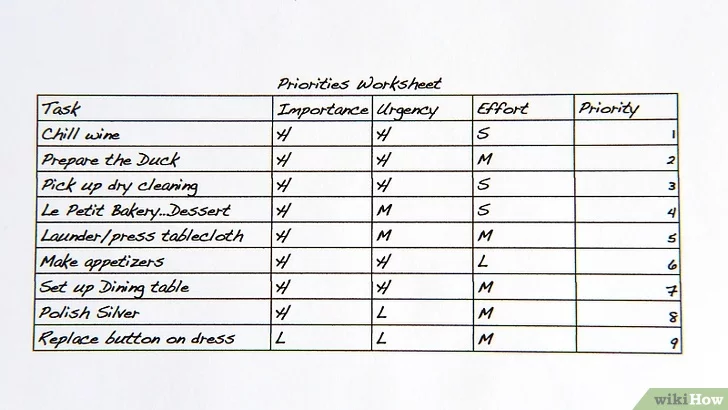 Priorities Worksheet
Task Importance Urgency Effort Priority
Chill wine H H S 1
Prepare the Duck H H M 2
Pick up dry cleaning H H S 3
Le Petit Bakery...Dessert H M S 4
Launder/press tablecloth H M M 5
Make appetizers H H L 6
Set up Dining table H H M 7
Polish Silver H L M 8
Replace button on dress L L M 9
wikiHow